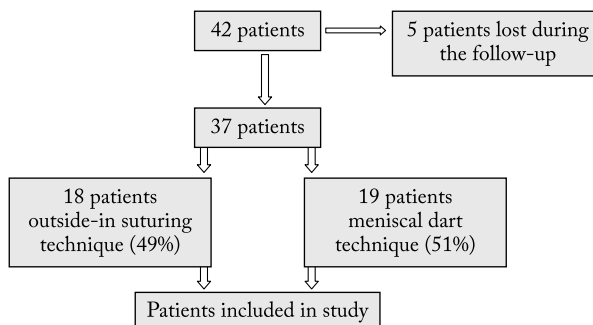 42 patients
5 patients lost during
the follow-up
37 patients
18 patients
outside-in suturing
technique (49%)
19 patients
meniscal dart
technique (51%)
Patients included in study